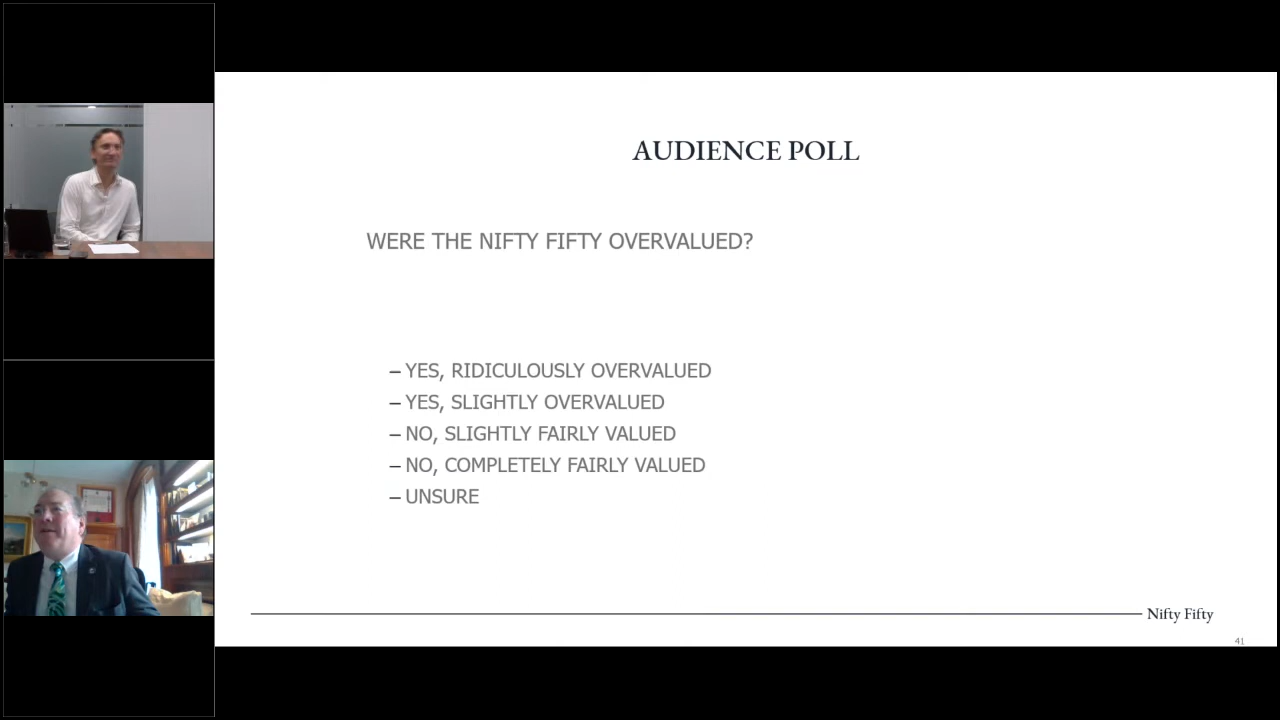 AUDIENCE POLL
WERE THE NIFTY FIFTY OVERVALUED?
– YES, RIDICULOUSLY OVERVALUED
– YES, SLIGHTLY OVERVALUED
– NO, SLIGHTLY FAIRLY VALUED
– NO, COMPLETELY FAIRLY VALUED
– UNSURE
Nifty Fifty
41